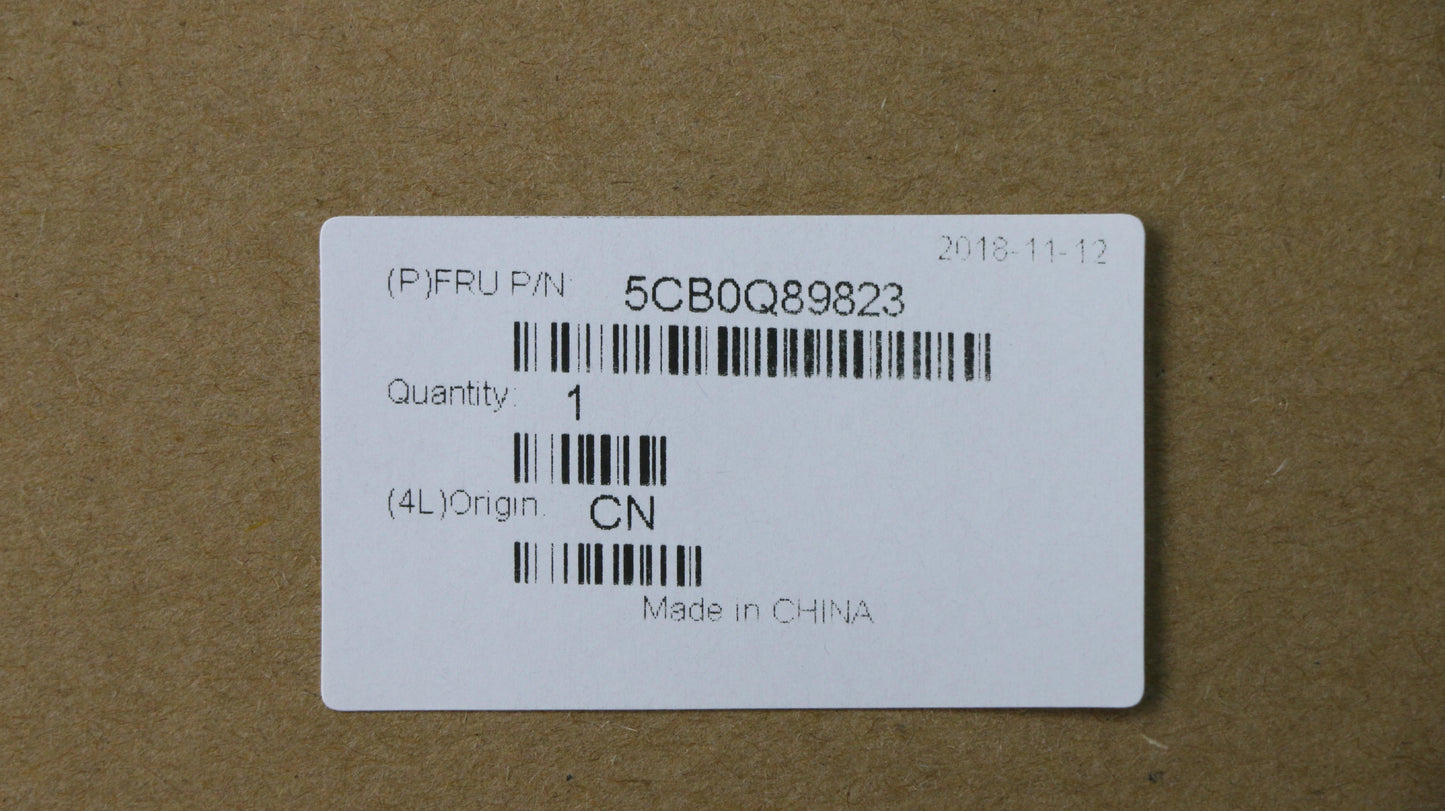 2018-11-12
(P)FRU P/N: 5CB0Q89823
Quantity: 1
(4L)Origin: CN
Made in CHINA